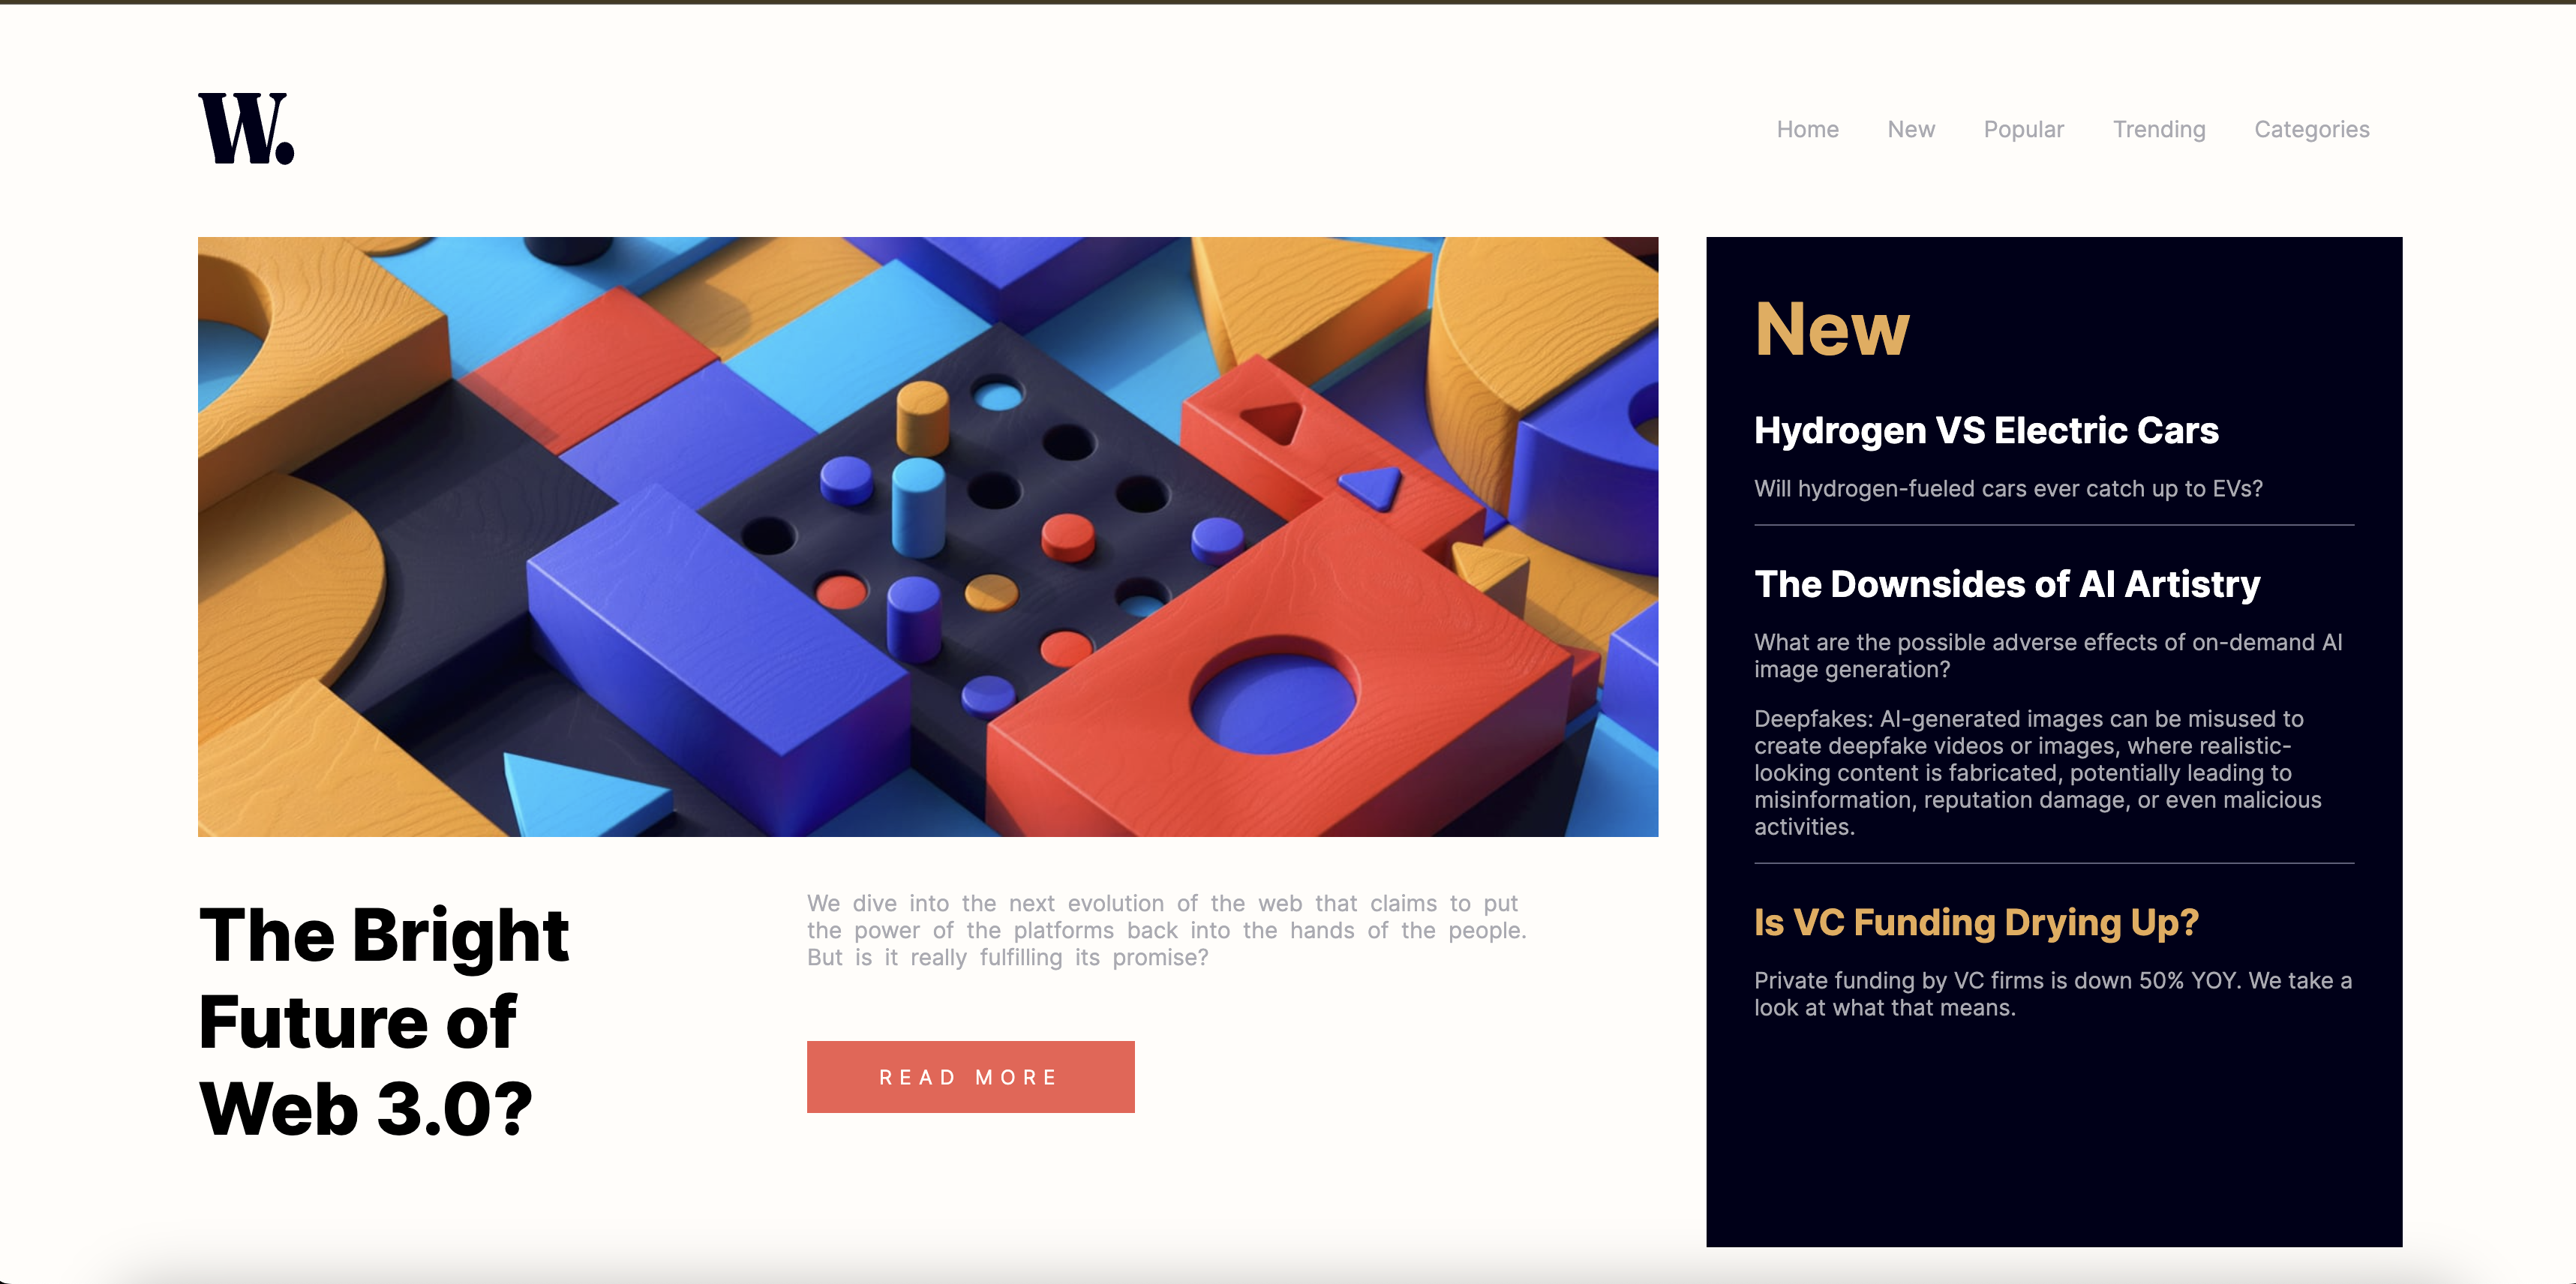 W.
Home New Popular Trending Categories
The Bright
Future of
Web 3.0?
We dive into the next evolution of the web that claims to put
the power of the platforms back into the hands of the people.
But is it really fulfilling its promise?
READ MORE
New
Hydrogen VS Electric Cars
Will hydrogen-fueled cars ever catch up to EVs?
The Downsides of AI Artistry
What are the possible adverse effects of on-demand AI
image generation?
Deepfakes: AI-generated images can be misused to
create deepfake videos or images, where realistic-
looking content is fabricated, potentially leading to
misinformation, reputation damage, or even malicious
activities.
Is VC Funding Drying Up?
Private funding by VC firms is down 50% YOY. We take a
look at what that means.